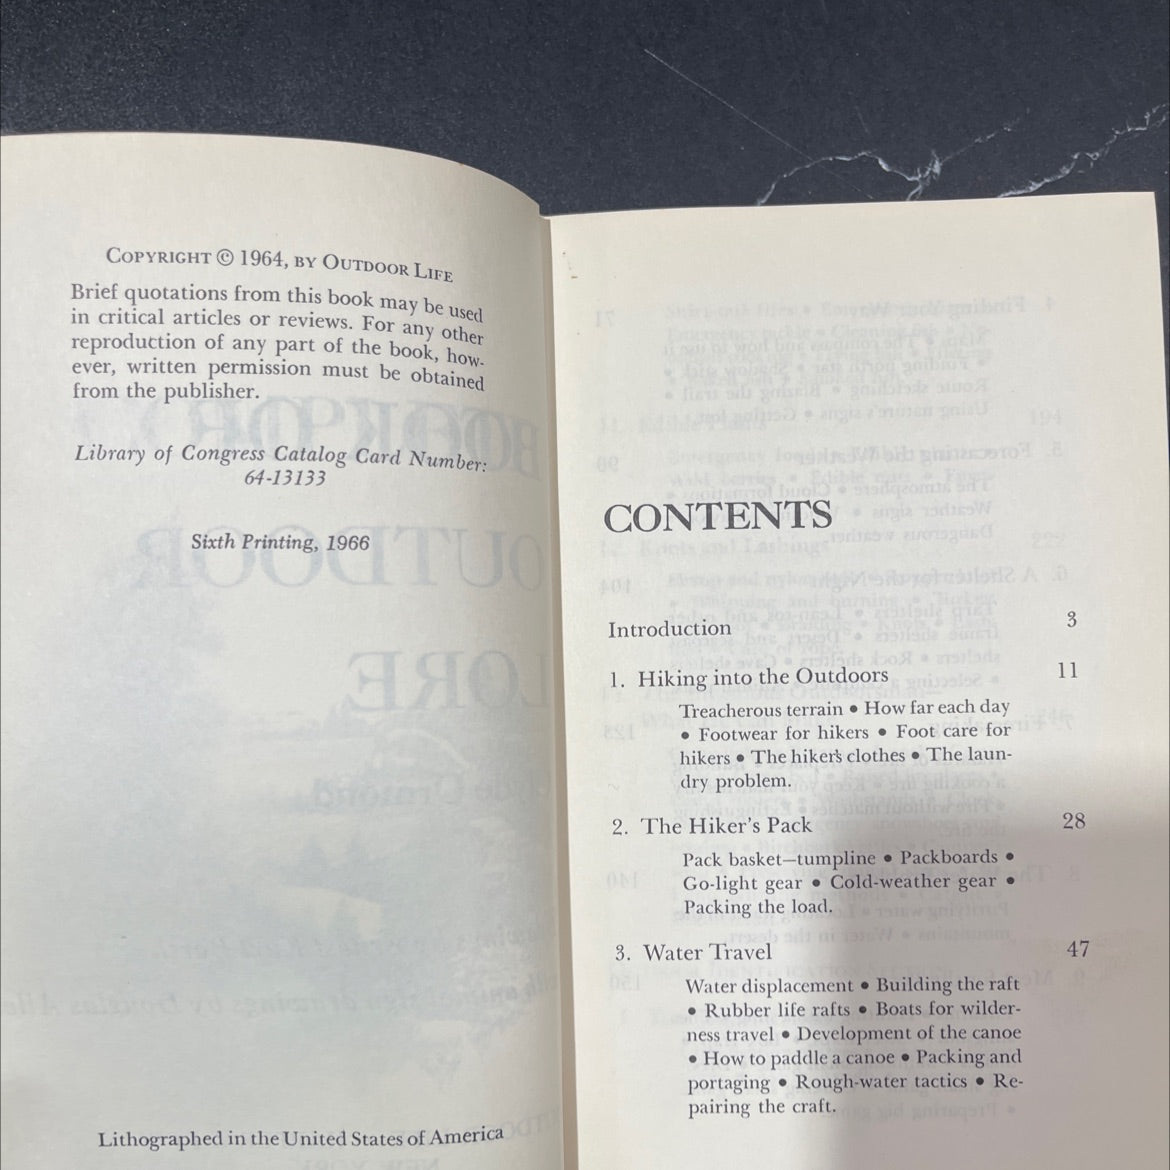 COPYRIGHT © 1964, BY OUTDOOR LIFE
Brief quotations from this book may be used
in critical articles or reviews. For any other
reproduction of any part of the book, how-
ever, written permission must be obtained
from the publisher.
Library of Congress Catalog Card Number:
64-13133
Sixth Printing, 1966
Lithographed in the United States of America
CONTENTS
Introduction 3
1. Hiking into the Outdoors 11
Treacherous terrain • How far each day
• Footwear for hikers • Foot care for
hikers • The hiker's clothes • The laun-
dry problem.
2. The Hiker's Pack 28
Pack basket—tumpline • Packboards •
Go-light gear • Cold-weather gear •
Packing the load.
3. Water Travel 47
Water displacement • Building the raft
• Rubber life rafts • Boats for wilder-
ness travel • Development of the canoe
• How to paddle a canoe • Packing and
portaging • Rough-water tactics • Re-
pairing the craft.